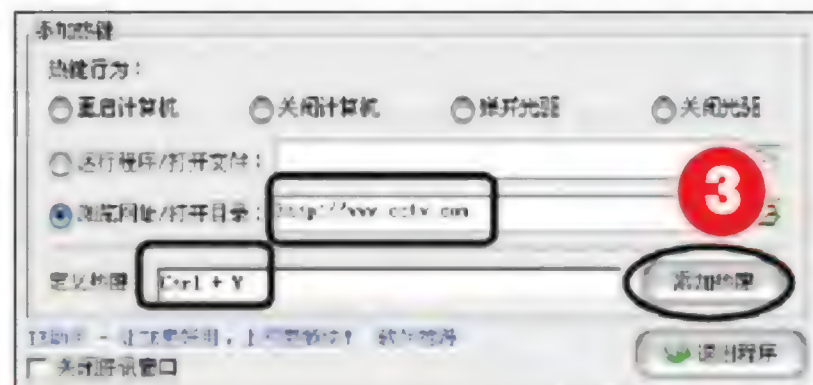 添加热键
热键行为：
重启计算机 关闭计算机 弹开光驱 关闭光驱
运行程序/打开文件：
浏览网址/打开目录： http://www.cctv.com
3
定义热键 Ctrl + Y 添加热键
退出程序
关闭资讯窗口